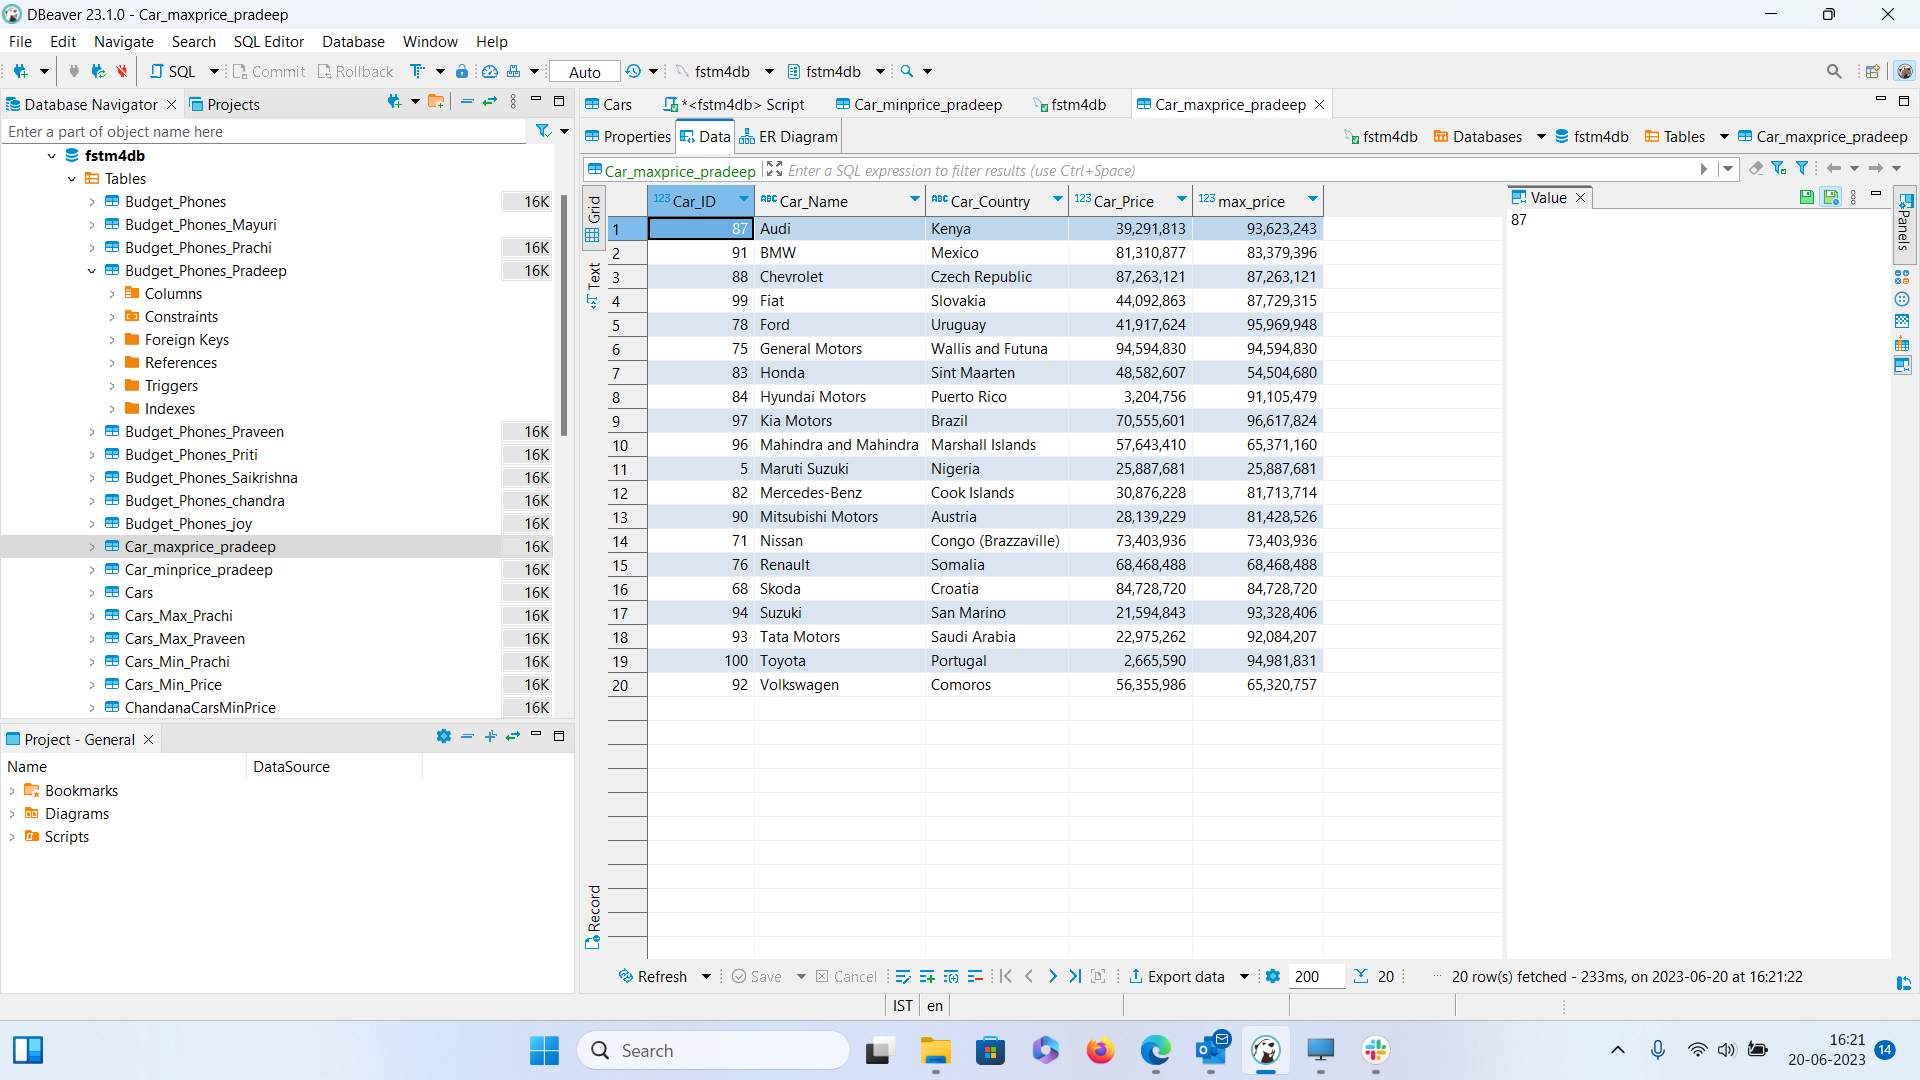 DBeaver 23.1.0 - Car_maxprice_pradeep
File Edit Navigate Search SQL Editor Database Window Help
SQL Commit Rollback Auto fstm4db fstm4db
Database Navigator Projects
Enter a part of object name here
fstm4db
Tables
Budget_Phones 16K
Budget_Phones_Mayuri
Budget_Phones_Prachi 16K
Budget_Phones_Pradeep 16K
Columns
Constraints
Foreign Keys
References
Triggers
Indexes
Budget_Phones_Praveen 16K
Budget_Phones_Priti 16K
Budget_Phones_Saikrishna 16K
Budget_Phones_chandra 16K
Budget_Phones_joy 16K
Car_maxprice_pradeep 16K
Car_minprice_pradeep 16K
Cars 16K
Cars_Max_Prachi 16K
Cars_Max_Praveen 16K
Cars_Min_Prachi 16K
Cars_Min_Price 16K
ChandanaCarsMinPrice 16K
Project - General
Name DataSource
Bookmarks
Diagrams
Scripts
Cars *<fstm4db> Script Car_minprice_pradeep fstm4db Car_maxprice_pradeep
Properties Data ER Diagram fstm4db Databases fstm4db Tables Car_maxprice_pradeep
Car_maxprice_pradeep Enter a SQL expression to filter results (use Ctrl+Space)
Grid
Text
Record
123 Car_ID ABC Car_Name ABC Car_Country 123 Car_Price 123 max_price
1 87 Audi Kenya 39,291,813 93,623,243
2 91 BMW Mexico 81,310,877 83,379,396
3 88 Chevrolet Czech Republic 87,263,121 87,263,121
4 99 Fiat Slovakia 44,092,863 87,729,315
5 78 Ford Uruguay 41,917,624 95,969,948
6 75 General Motors Wallis and Futuna 94,594,830 94,594,830
7 83 Honda Sint Maarten 48,582,607 54,504,680
8 84 Hyundai Motors Puerto Rico 3,204,756 91,105,479
9 97 Kia Motors Brazil 70,555,601 96,617,824
10 96 Mahindra and Mahindra Marshall Islands 57,643,410 65,371,160
11 5 Maruti Suzuki Nigeria 25,887,681 25,887,681
12 82 Mercedes-Benz Cook Islands 30,876,228 81,713,714
13 90 Mitsubishi Motors Austria 28,139,229 81,428,526
14 71 Nissan Congo (Brazzaville) 73,403,936 73,403,936
15 76 Renault Somalia 68,468,488 68,468,488
16 68 Skoda Croatia 84,728,720 84,728,720
17 94 Suzuki San Marino 21,594,843 93,328,406
18 93 Tata Motors Saudi Arabia 22,975,262 92,084,207
19 100 Toyota Portugal 2,665,590 94,981,831
20 92 Volkswagen Comoros 56,355,986 65,320,757
Value
87
Panels
Refresh Save Cancel Export data 200 20 20 row(s) fetched - 233ms, on 2023-06-20 at 16:21:22
IST en
Search
16:21
20-06-2023 14